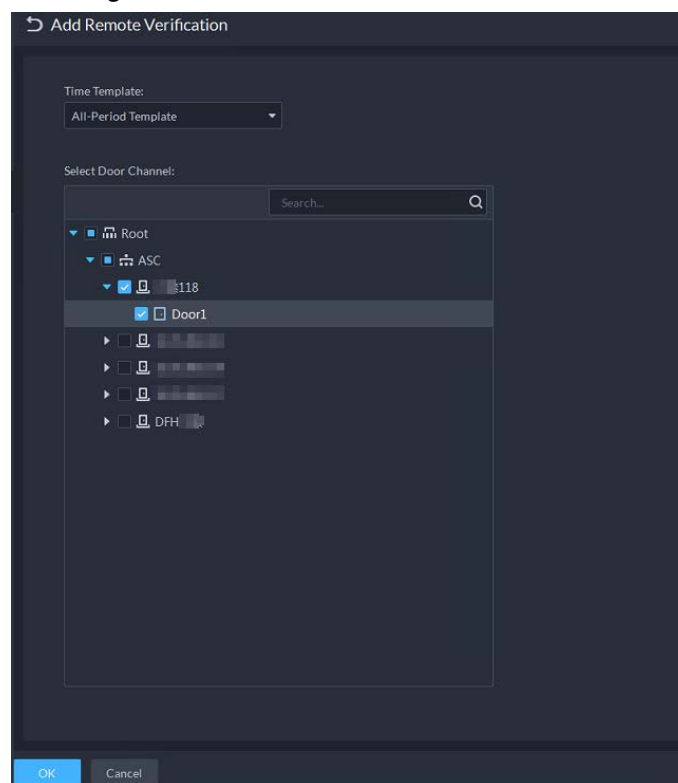 Add Remote Verification
Time Template:
All-Period Template
Select Door Channel:
Search...
Root
ASC
118
Door1
DFH
OK
Cancel